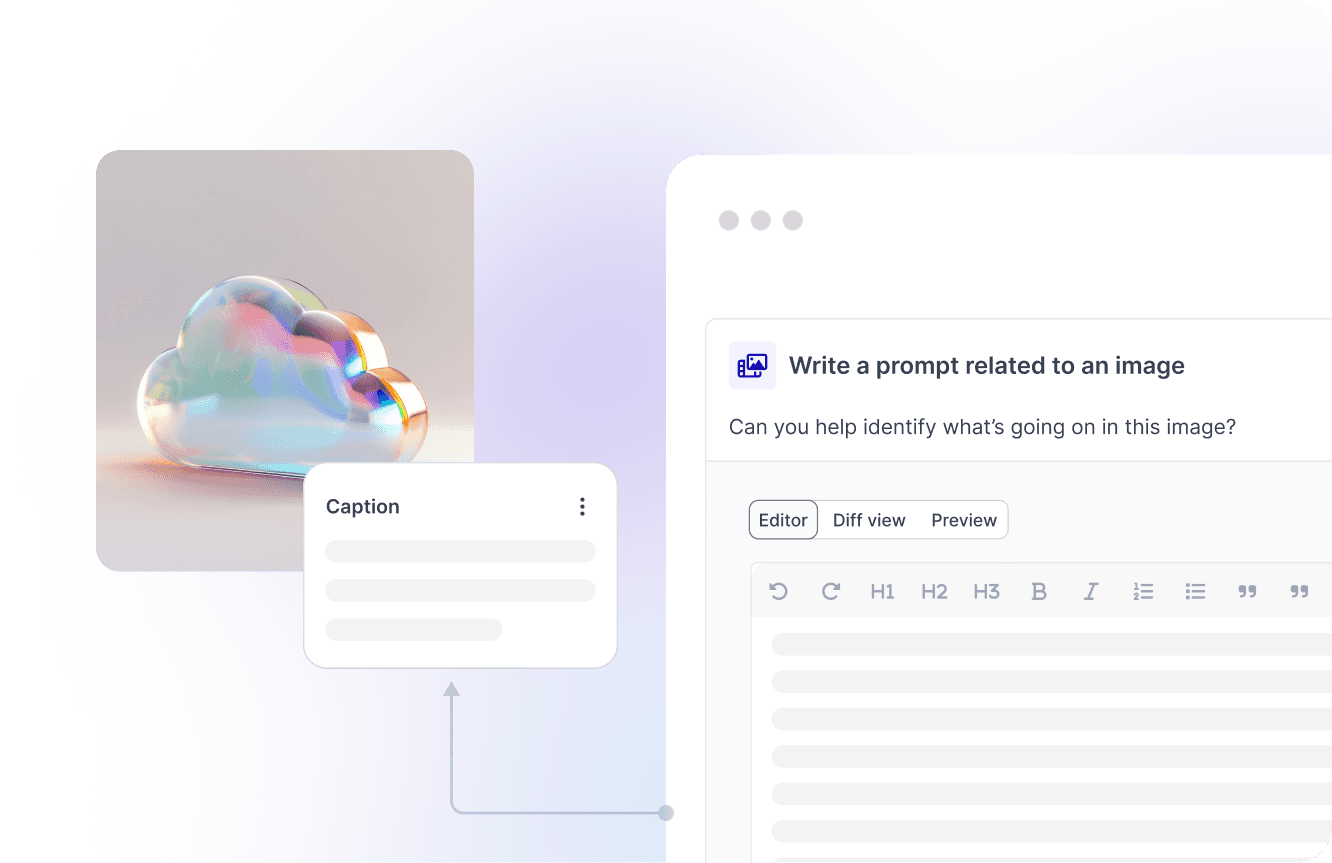 Caption
Write a prompt related to an image
Can you help identify what’s going on in this image?
Editor Diff view Preview
H1 H2 H3 B I